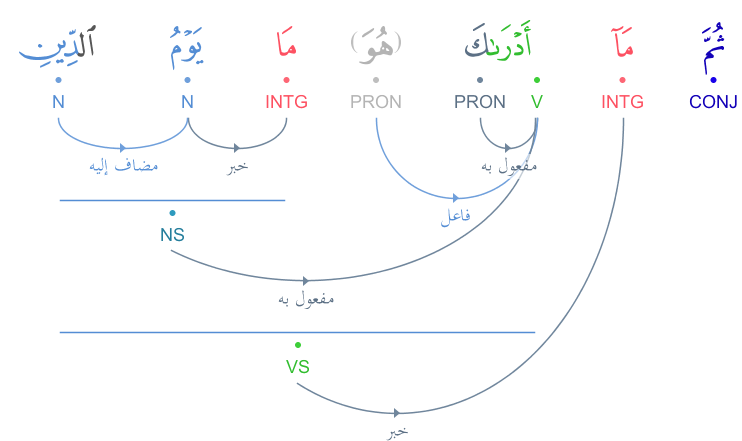 ثُمَّ مَآ أَدْرَىٰكَ (هُوَ) مَا يَوْمُ ٱلدِّينِ
CONJ INTG V PRON PRON INTG N N
مفعول به خبر مضاف إليه
فاعل
NS
مفعول به
VS
خبر